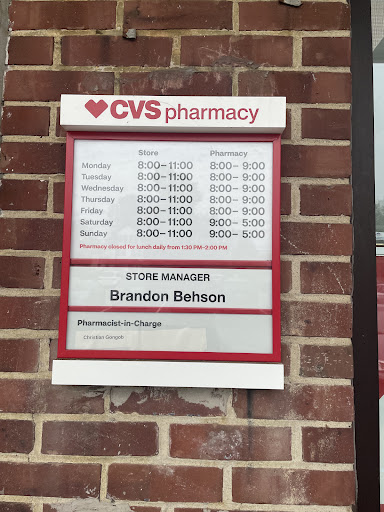 CVS pharmacy
Store Pharmacy
Monday 8:00–11:00 8:00–9:00
Tuesday 8:00–11:00 8:00–9:00
Wednesday 8:00–11:00 8:00–9:00
Thursday 8:00–11:00 8:00–9:00
Friday 8:00–11:00 8:00–9:00
Saturday 8:00–11:00 9:00–5:00
Sunday 8:00–11:00 9:00–5:00
Pharmacy closed for lunch daily from 1:30 PM–2:00 PM
STORE MANAGER
Brandon Behson
Pharmacist-in-Charge
Christian Gangoh